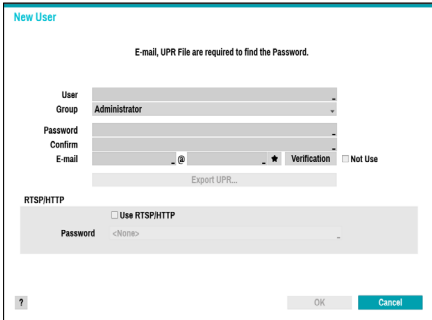 New User
E-mail, UPR File are required to find the Password.
User
Group Administrator
Password
Confirm
E-mail @ Verification Not Use
Export UPR...
RTSP/HTTP
Use RTSP/HTTP
Password <None>
? OK Cancel